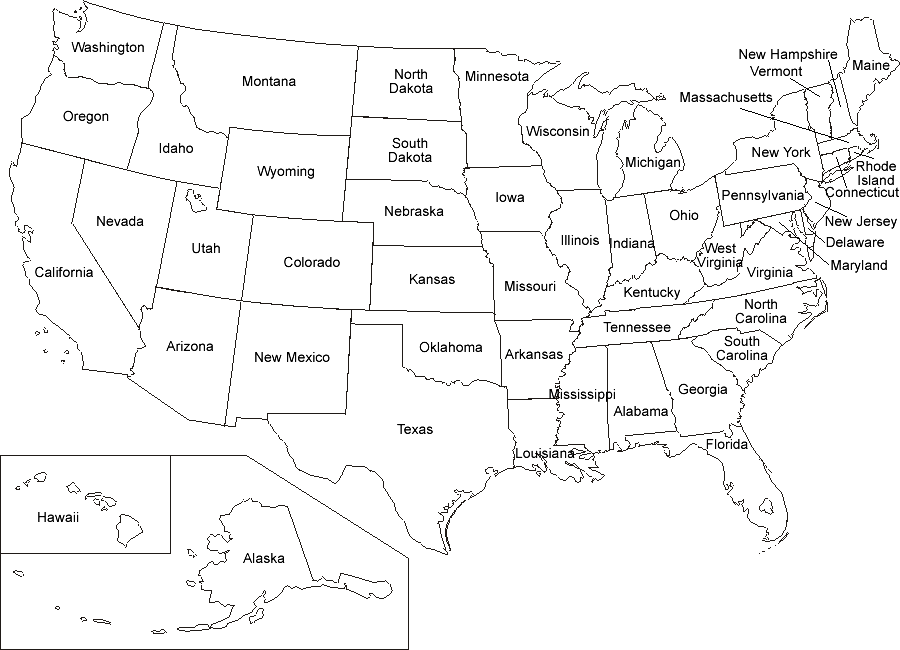 Washington
Montana
North
Dakota
Minnesota
New Hampshire
Vermont
Maine
Massachusetts
Oregon
Idaho
Wyoming
South
Dakota
Wisconsin
Michigan
New York
Rhode
Island
Connecticut
Nevada
Utah
Colorado
Nebraska
Iowa
Illinois
Indiana
Ohio
Pennsylvania
New Jersey
Delaware
Maryland
West
Virginia
Virginia
California
Kansas
Missouri
Kentucky
North
Carolina
Tennessee
South
Carolina
Arizona
New Mexico
Oklahoma
Arkansas
Mississippi
Alabama
Georgia
Texas
Louisiana
Florida
Hawaii
Alaska